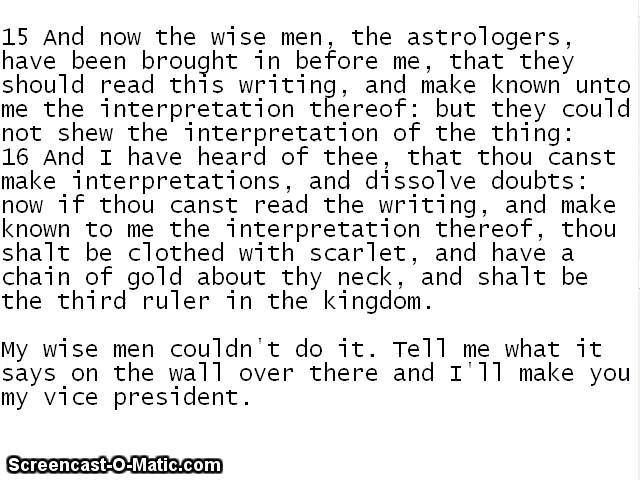 15 And now the wise men, the astrologers,
have been brought in before me, that they
should read this writing, and make known unto
me the interpretation thereof: but they could
not shew the interpretation of the thing:
16 And I have heard of thee, that thou canst
make interpretations, and dissolve doubts:
now if thou canst read the writing, and make
known to me the interpretation thereof, thou
shalt be clothed with scarlet, and have a
chain of gold about thy neck, and shalt be
the third ruler in the kingdom.
My wise men couldn't do it. Tell me what it
says on the wall over there and I'll make you
my vice president.
Screencast-O-Matic.com